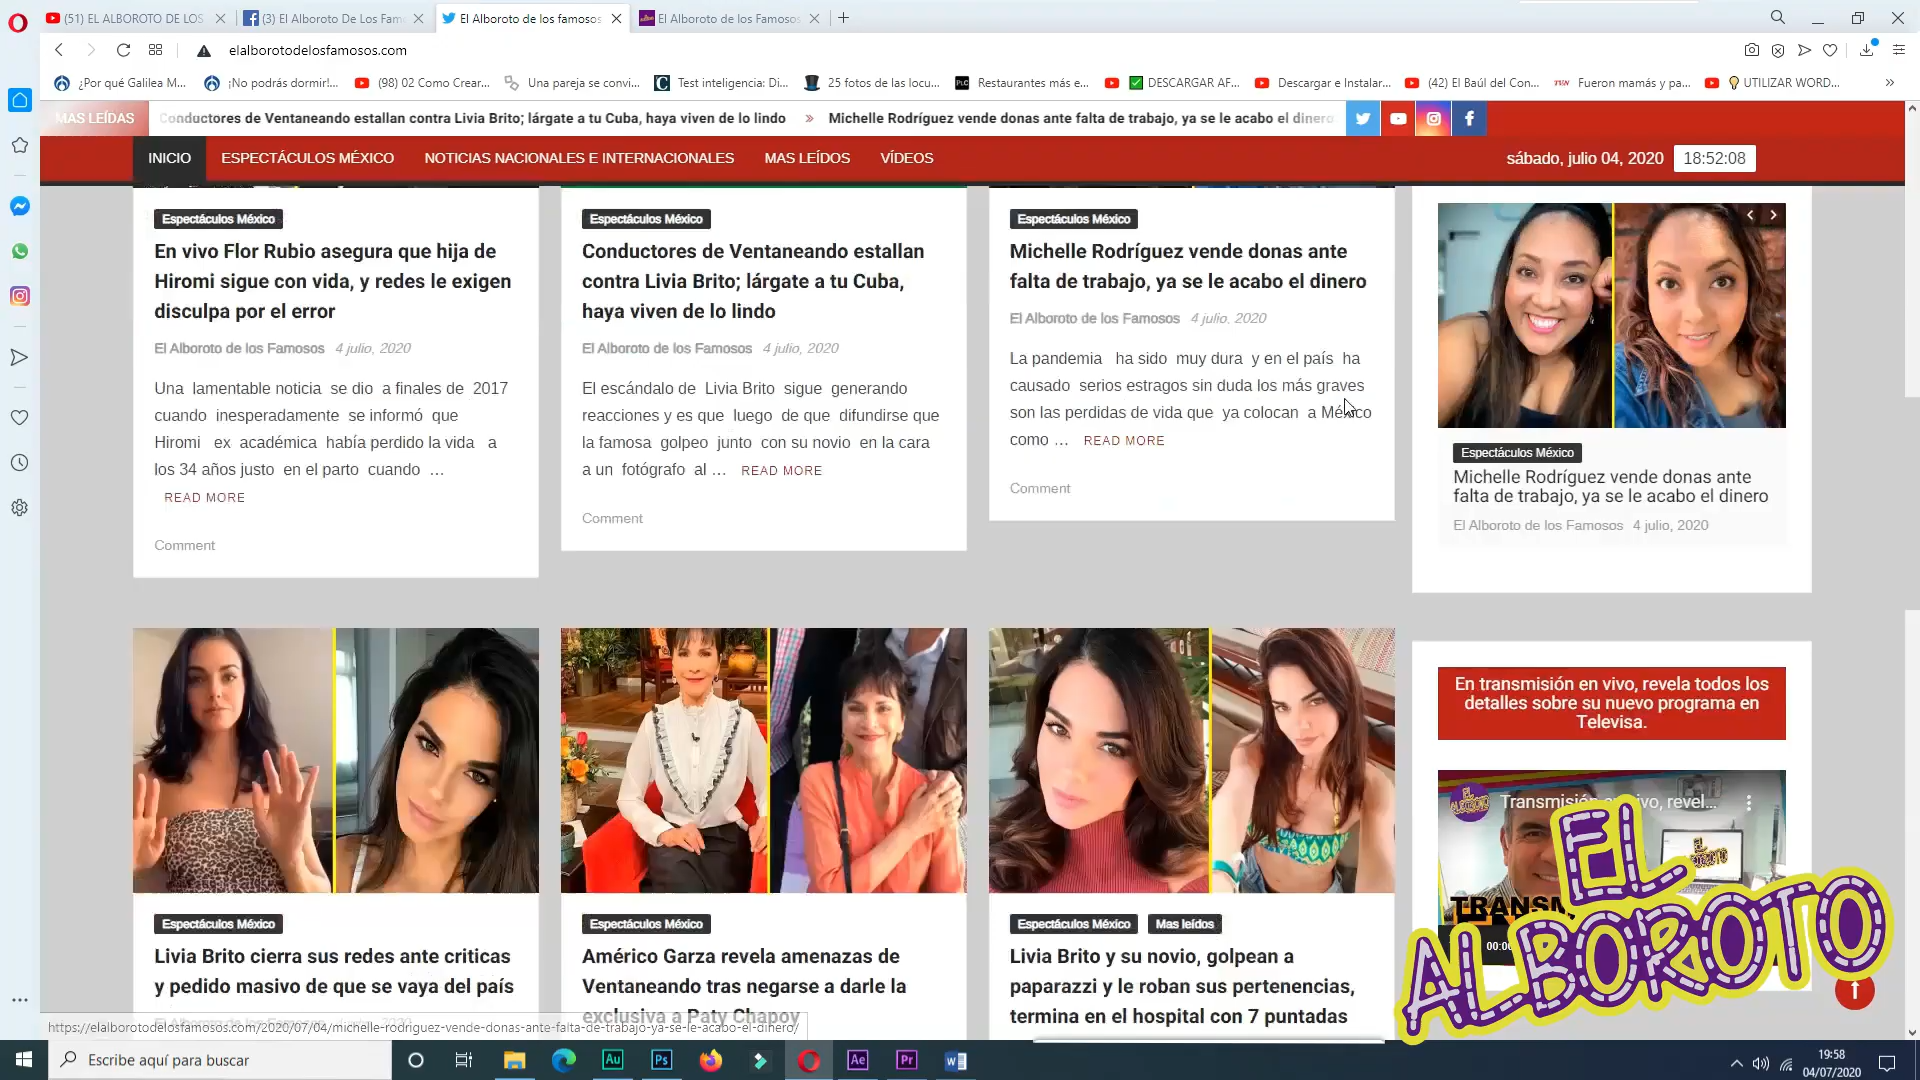 (51) EL ALBOROTO DE LOS
(3) El Alboroto De Los Fam
El Alboroto de los famosos
El Alboroto de los Famosos
elalborotodelosfamosos.com
¿Por qué Galilea M...
¡No podrás dormir!...
(98) 02 Como Crear...
Una pareja se convi...
Test inteligencia: Di...
25 fotos de las locu...
Restaurantes más e...
DESCARGAR AF...
Descargar e Instalar...
(42) El Baúl del Con...
Fueron mamás y pa...
UTILIZAR WORD...
MAS LEÍDAS
Conductores de Ventaneando estallan contra Livia Brito; lárgate a tu Cuba, haya viven de lo lindo » Michelle Rodríguez vende donas ante falta de trabajo, ya se le acabo el dinero
INICIO ESPECTÁCULOS MÉXICO NOTICIAS NACIONALES E INTERNACIONALES MAS LEÍDOS VÍDEOS
sábado, julio 04, 2020 18:52:08
Espectáculos México
En vivo Flor Rubio asegura que hija de
Hiromi sigue con vida, y redes le exigen
disculpa por el error
El Alboroto de los Famosos 4 julio, 2020
Una lamentable noticia se dio a finales de 2017
cuando inesperadamente se informó que
Hiromi ex académica había perdido la vida a
los 34 años justo en el parto cuando …
READ MORE
Comment
Espectáculos México
Conductores de Ventaneando estallan
contra Livia Brito; lárgate a tu Cuba,
haya viven de lo lindo
El Alboroto de los Famosos 4 julio, 2020
El escándalo de Livia Brito sigue generando
reacciones y es que luego de que difundirse que
la famosa golpeo junto con su novio en la cara
a un fotógrafo al … READ MORE
Comment
Espectáculos México
Michelle Rodríguez vende donas ante
falta de trabajo, ya se le acabo el dinero
El Alboroto de los Famosos 4 julio, 2020
La pandemia ha sido muy dura y en el país ha
causado serios estragos sin duda los más graves
son las perdidas de vida que ya colocan a México
como … READ MORE
Comment
Espectáculos México
Michelle Rodríguez vende donas ante
falta de trabajo, ya se le acabo el dinero
El Alboroto de los Famosos 4 julio, 2020
En transmisión en vivo, revela todos los
detalles sobre su nuevo programa en
Televisa.
Transmisión en vivo, revel...
TRANSM
00:0
EL
ALBOROTO
Espectáculos México
Livia Brito cierra sus redes ante criticas
y pedido masivo de que se vaya del país
Espectáculos México
Américo Garza revela amenazas de
Ventaneando tras negarse a darle la
exclusiva a Paty Chapoy
Espectáculos México Mas leídos
Livia Brito y su novio, golpean a
paparazzi y le roban sus pertenencias,
termina en el hospital con 7 puntadas
https://elalborotodelosfamosos.com/2020/07/04/michelle-rodriguez-vende-donas-ante-falta-de-trabajo-ya-se-le-acabo-el-dinero/
Escribe aquí para buscar
19:58
04/07/2020